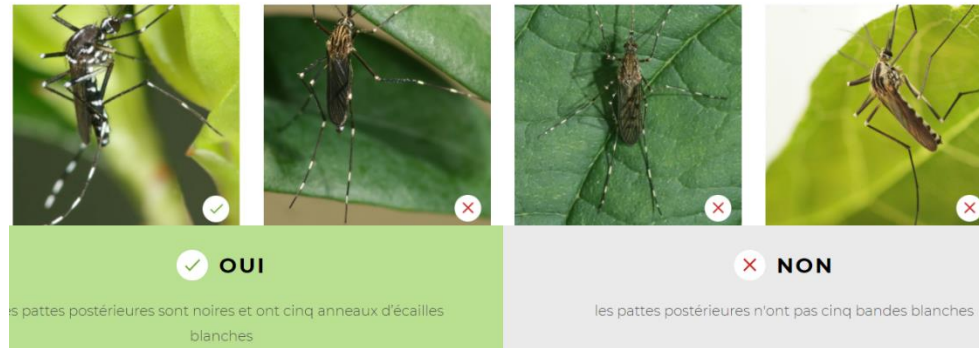 OUI
es pattes postérieures sont noires et ont cinq anneaux d'écailles
blanches
NON
les pattes postérieures n'ont pas cinq bandes blanches